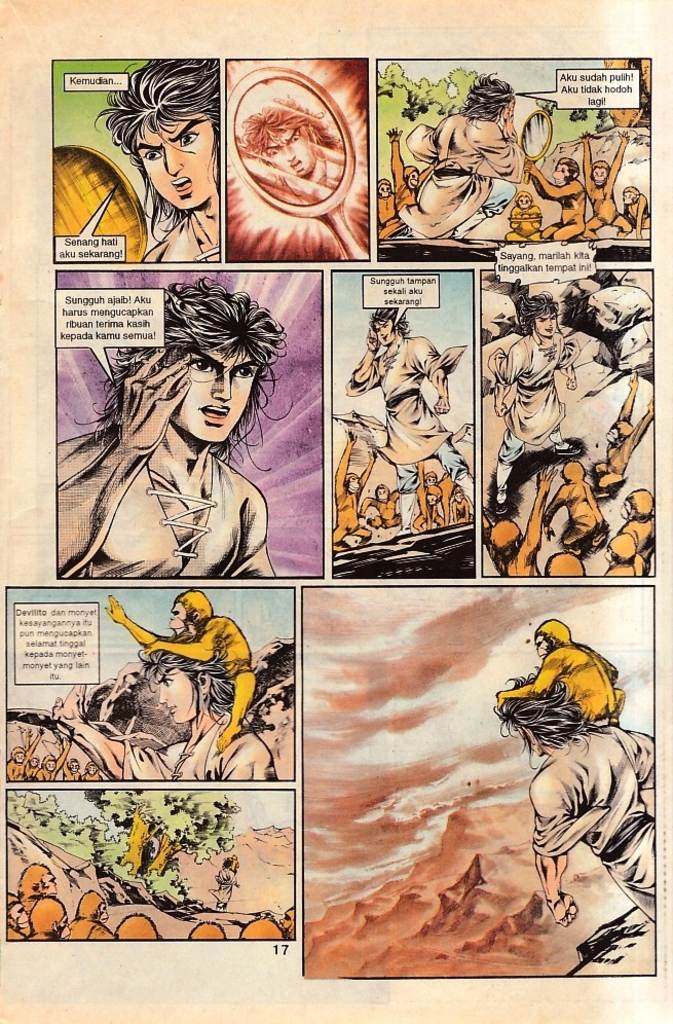 Kemudian...
Senang hati
aku sekarang!
Aku sudah pulih!
Aku tidak hodoh
lagi!
Sungguh ajaib! Aku
harus mengucapkan
ribuan terima kasih
kepada kamu semua!
Sungguh tampan
sekali aku
sekarang!
Sayang, marilah kita
tinggalkan tempat ini!
Devilito dan monyet
kesayangannya itu
pun mengucapkan
selamat tinggal
kepada monyet-
monyet yang lain
itu.
17